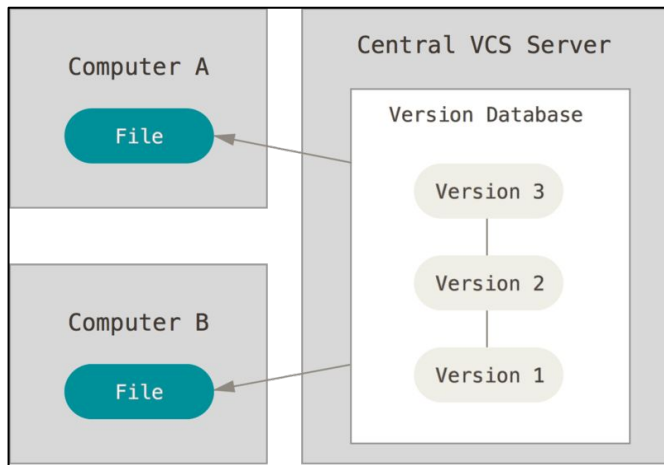 Computer A
File
Computer B
File
Central VCS Server
Version Database
Version 3
Version 2
Version 1